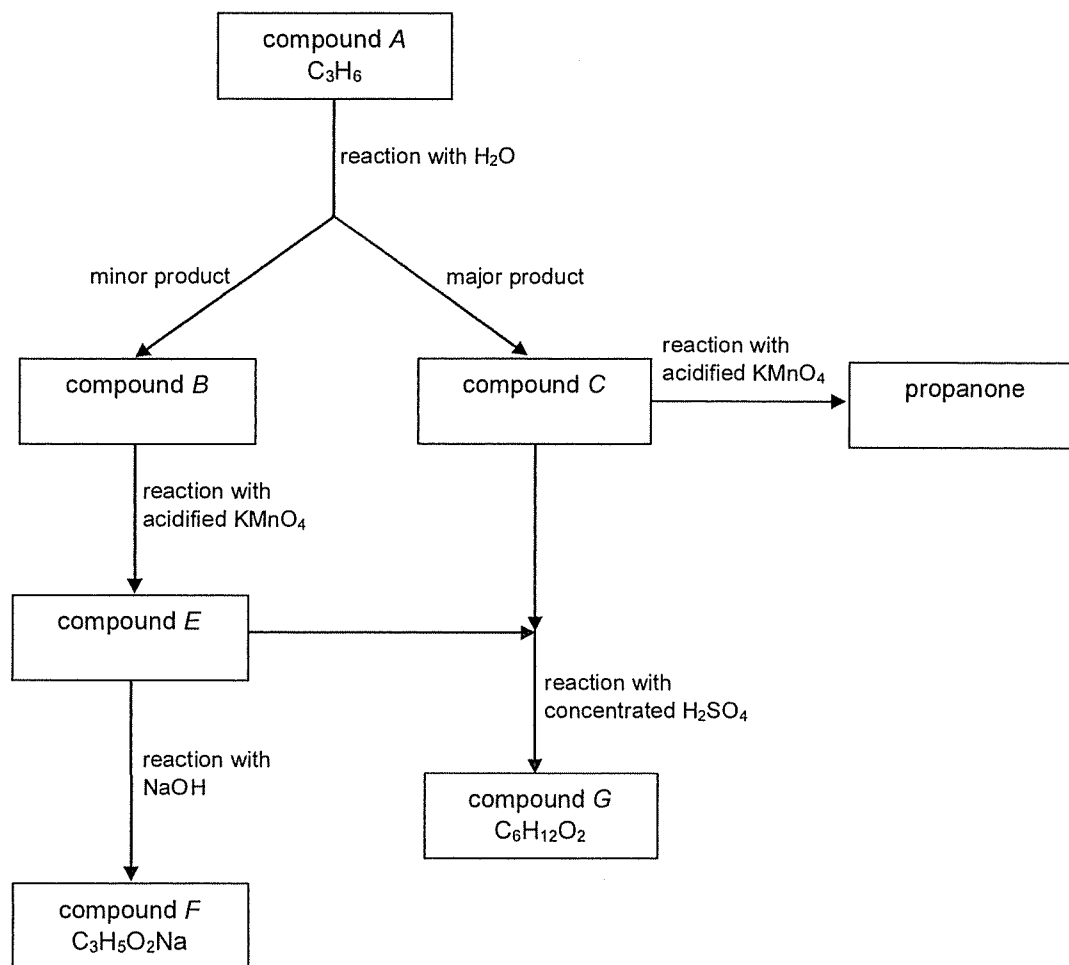 compound A
C₃H₆
reaction with H₂O
minor product
major product
reaction with
acidified KMnO₄
compound B
compound C
propanone
reaction with
acidified KMnO₄
compound E
reaction with
concentrated H₂SO₄
reaction with
NaOH
compound G
C₆H₁₂O₂
compound F
C₃H₅O₂Na